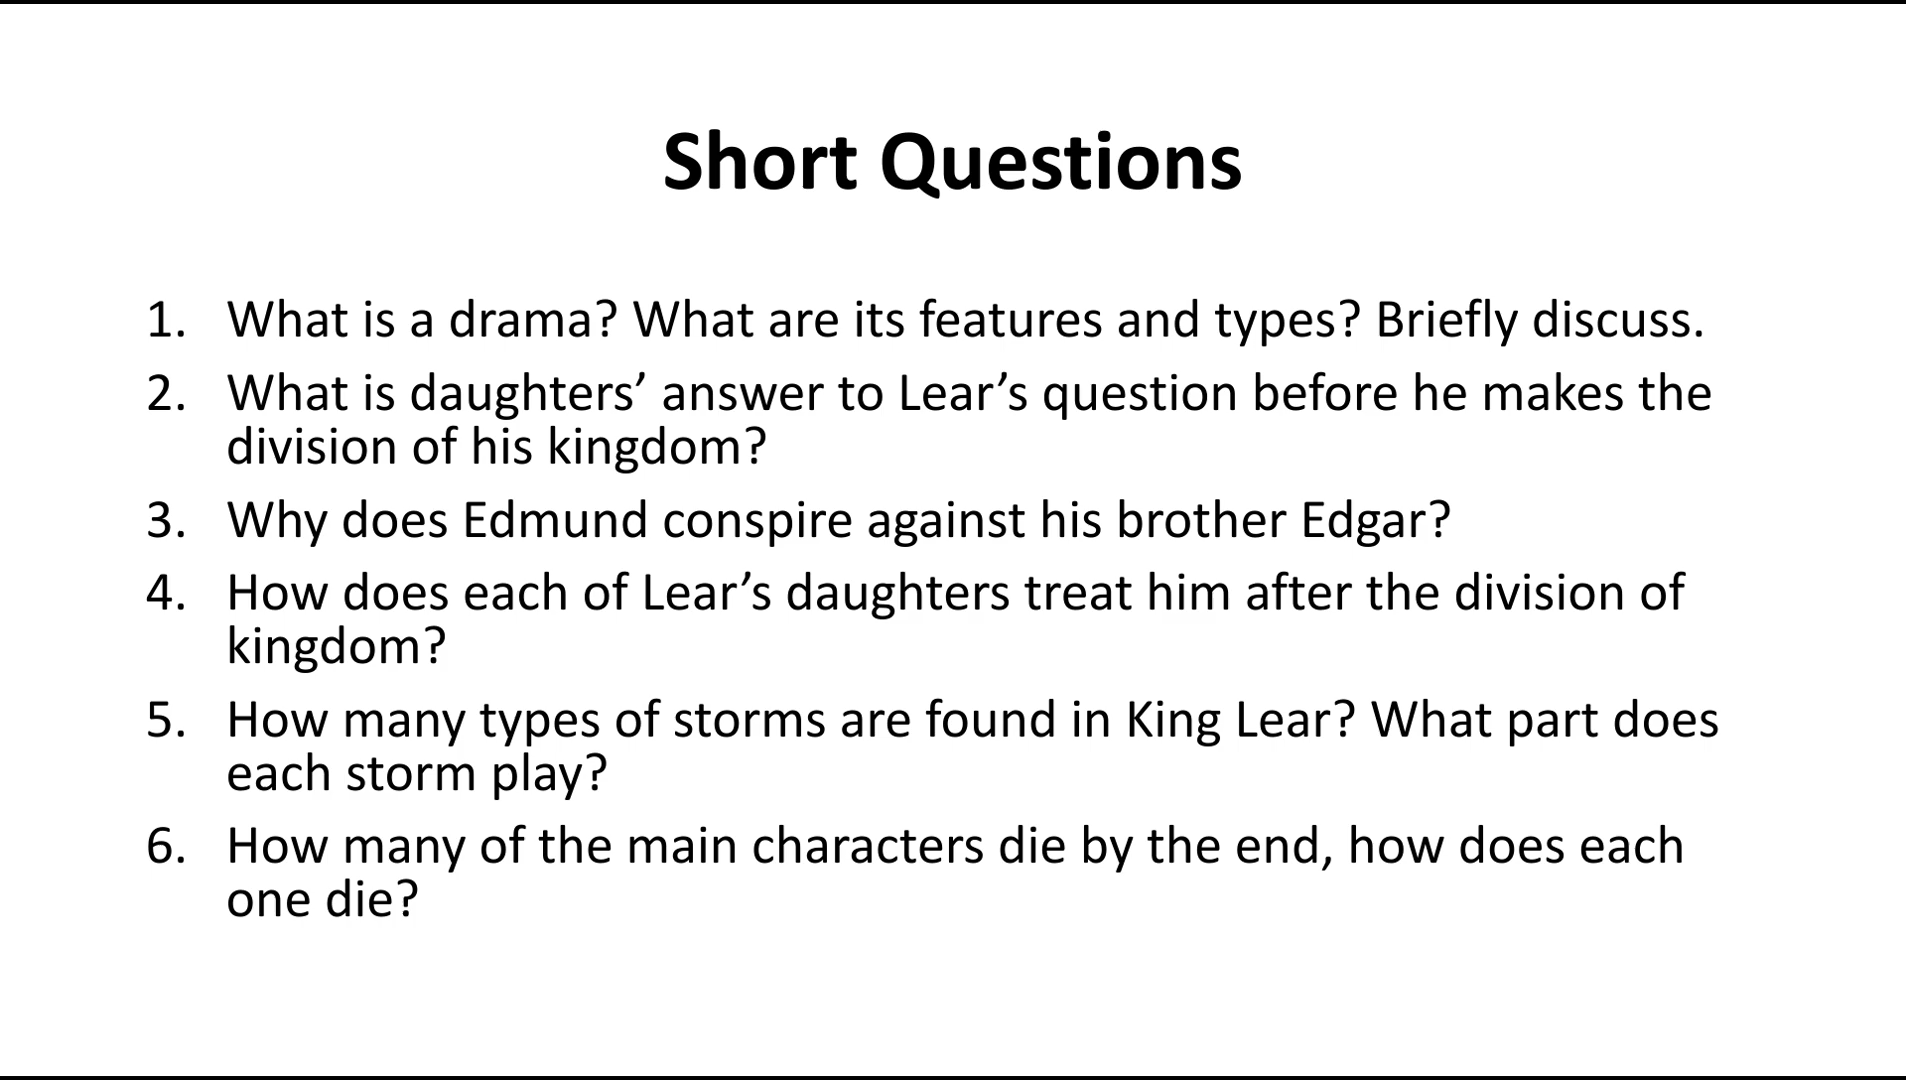 Short Questions
1. What is a drama? What are its features and types? Briefly discuss.
2. What is daughters’ answer to Lear’s question before he makes the
division of his kingdom?
3. Why does Edmund conspire against his brother Edgar?
4. How does each of Lear’s daughters treat him after the division of
kingdom?
5. How many types of storms are found in King Lear? What part does
each storm play?
6. How many of the main characters die by the end, how does each
one die?